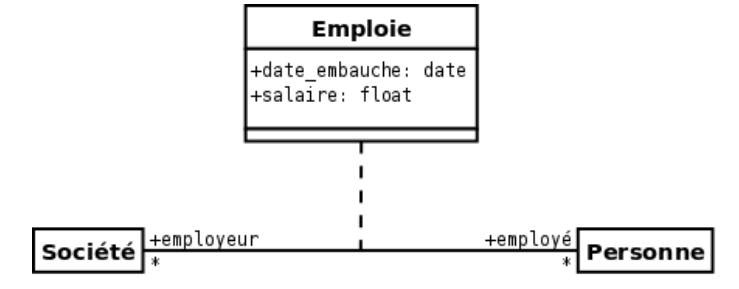 Emploie
+date_embauche: date
+salaire: float
+employeur
+employé
Société
Personne
*
*